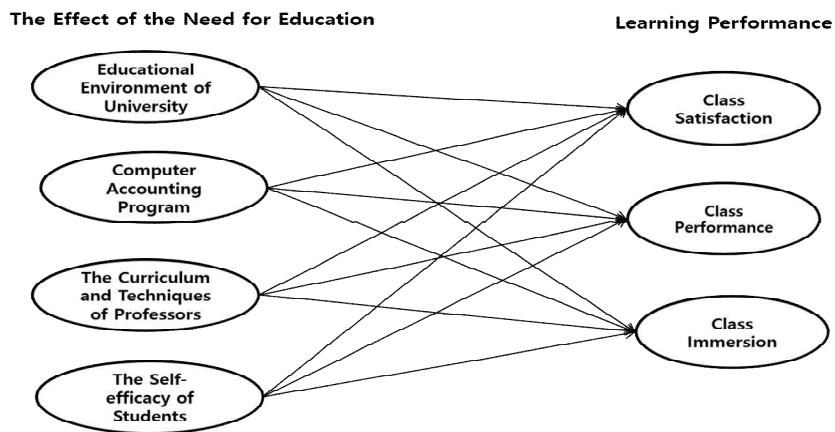 The Effect of the Need for Education
Learning Performance
Educational
Environment of
University
Computer
Accounting
Program
The Curriculum
and Techniques
of Professors
The Self-
efficacy of
Students
Class
Satisfaction
Class
Performance
Class
Immersion